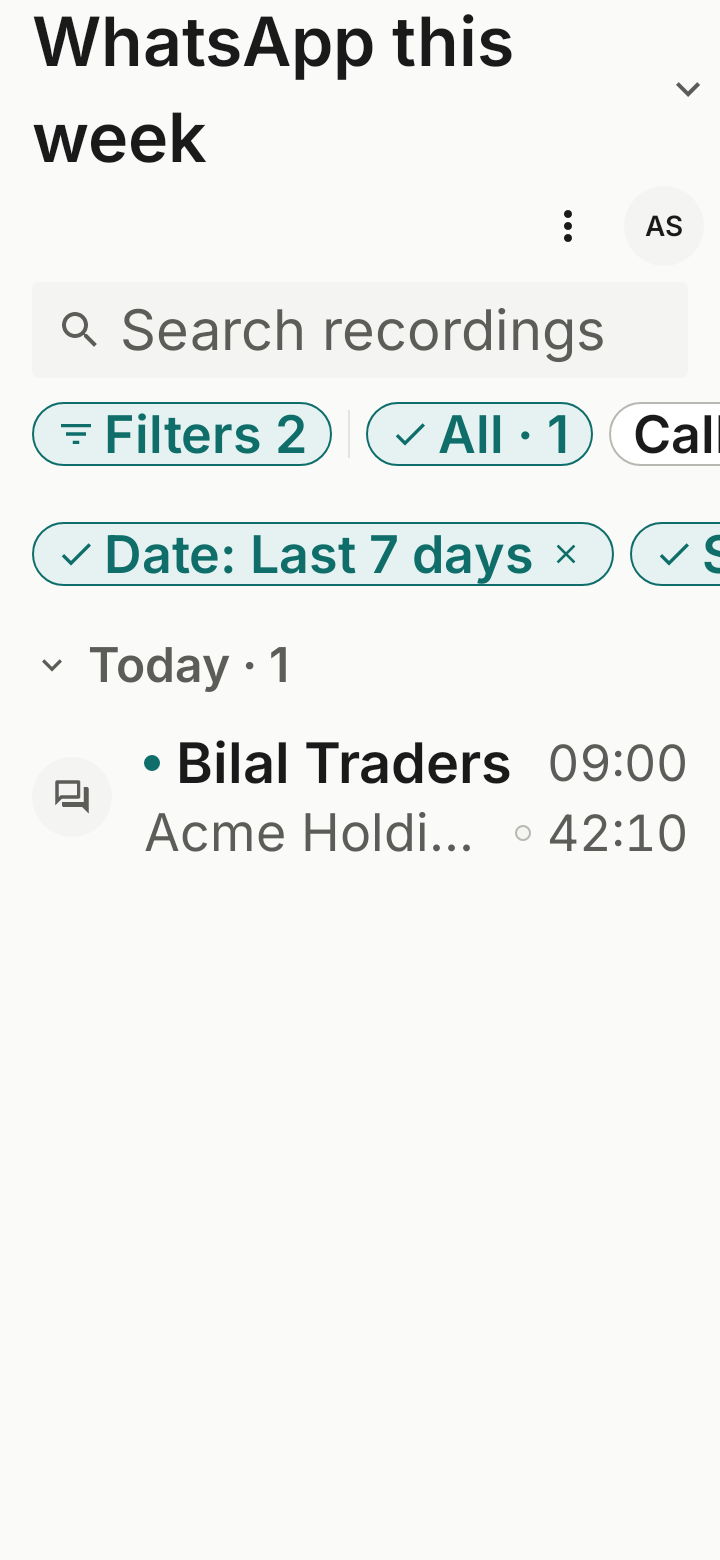 WhatsApp this
week
AS
Search recordings
Filters 2 All · 1 Call
Date: Last 7 days
Today · 1
Bilal Traders 09:00
Acme Holdi... 42:10